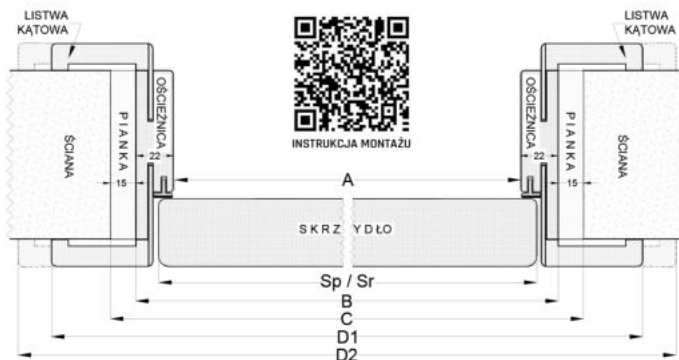 LISTWA
KĄTOWA
LISTWA
KĄTOWA
INSTRUKCJA MONTAŻU
ŚCIANA
PIANKA
15
OŚCIEŻNICA
22
A
OŚCIEŻNICA
22
PIANKA
15
ŚCIANA
SKRZYDŁO
Sp / Sr
B
C
D1
D2